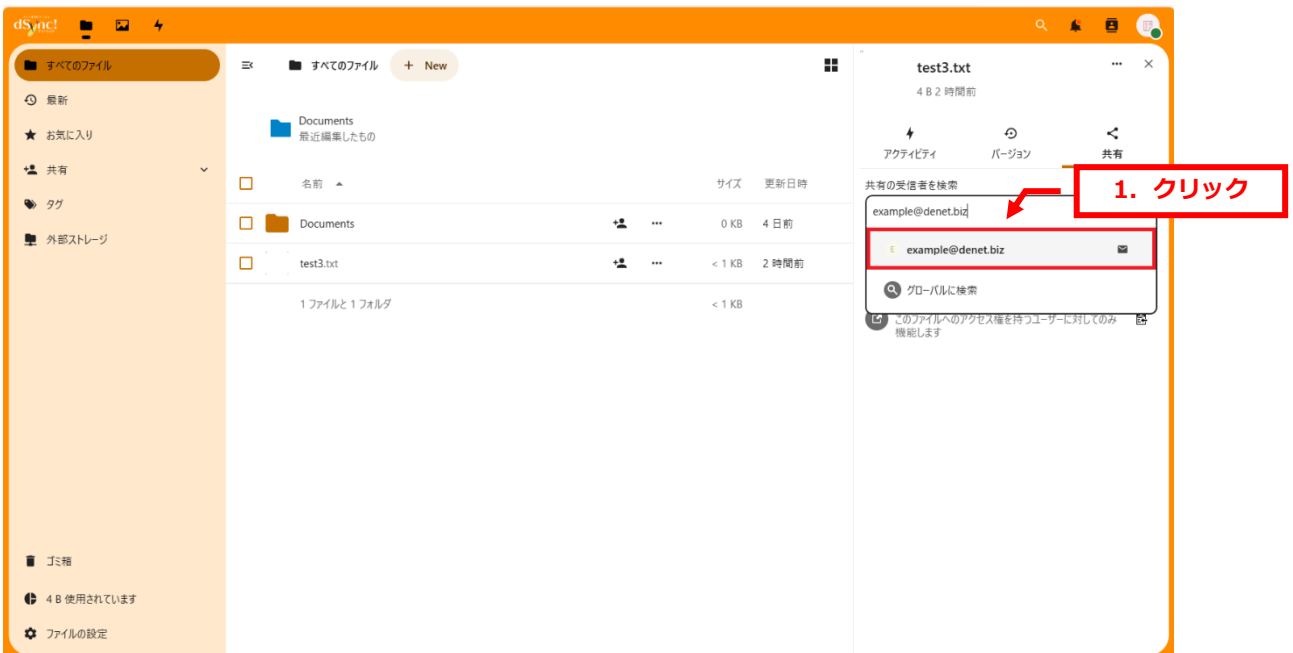 dSync!
すべてのファイル
最新
お気に入り
共有
タグ
外部ストレージ
ゴミ箱
4 B 使用されています
ファイルの設定
すべてのファイル
+ New
Documents
最近編集したもの
名前 サイズ 更新日時
Documents 0 KB 4 日前
test3.txt < 1 KB 2 時間前
1 ファイルと 1 フォルダ < 1 KB
test3.txt
4 B 2 時間前
アクティビティ バージョン 共有
共有の受信者を検索
1. クリック
example@denet.biz
E example@denet.biz
グローバルに検索
このファイルへのアクセス権を持つユーザーに対してのみ
機能します